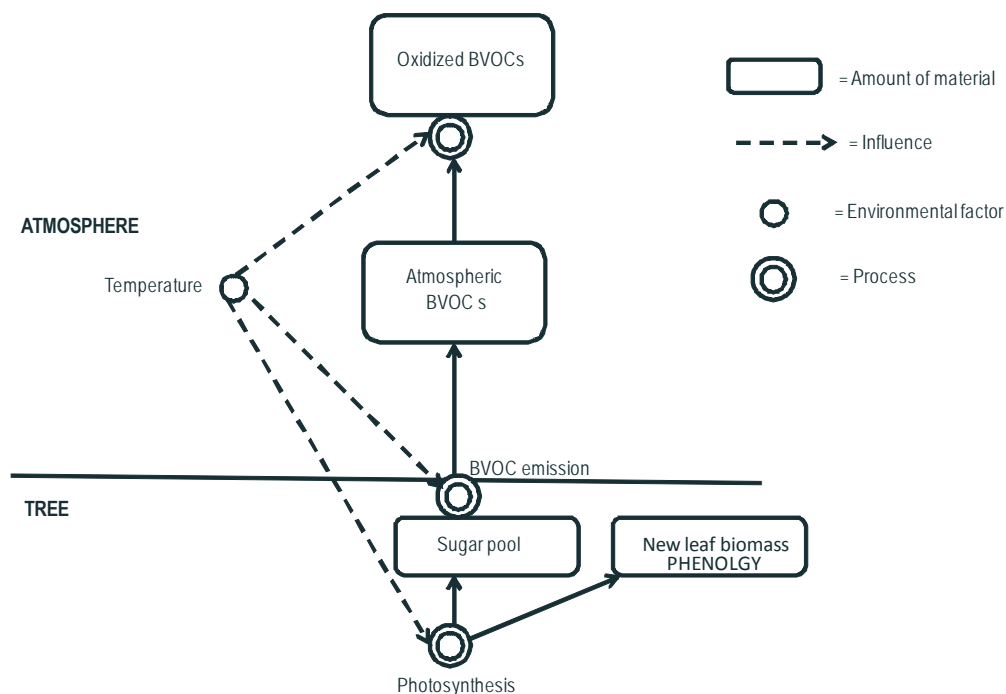 Oxidized BVOCs
= Amount of material
= Influence
ATMOSPHERE
= Environmental factor
Temperature
Atmospheric
BVOC s
= Process
BVOC emission
TREE
Sugar pool
New leaf biomass
PHENOLGY
Photosynthesis